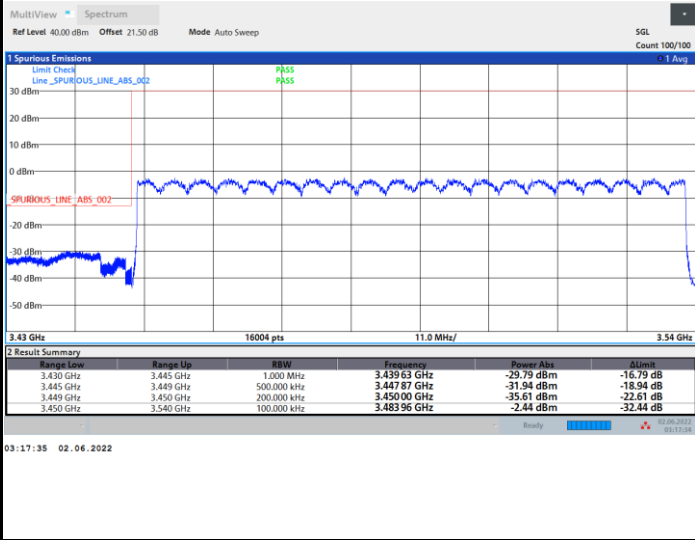 MultiView Spectrum
Ref Level 40.00 dBm Offset 21.50 dB Mode Auto Sweep SGL
Count 100/100
1 Spurious Emissions 1 Avg
Limit Check PASS
Line _SPURIOUS_LINE_ABS_002 PASS
30 dBm
20 dBm
10 dBm
0 dBm
_SPURIOUS_LINE_ABS_002
-20 dBm
-30 dBm
-40 dBm
-50 dBm
3.43 GHz 16004 pts 11.0 MHz/ 3.54 GHz
2 Result Summary
Range Low Range Up RBW Frequency Power Abs ΔLimit
3.430 GHz 3.445 GHz 1.000 MHz 3.439 63 GHz -29.79 dBm -16.79 dB
3.445 GHz 3.449 GHz 500.000 kHz 3.447 87 GHz -31.94 dBm -18.94 dB
3.449 GHz 3.450 GHz 200.000 kHz 3.450 00 GHz -35.61 dBm -22.61 dB
3.450 GHz 3.540 GHz 100.000 kHz 3.483 96 GHz -2.44 dBm -32.44 dB
Ready 02.06.2022
03:17:34
03:17:35 02.06.2022